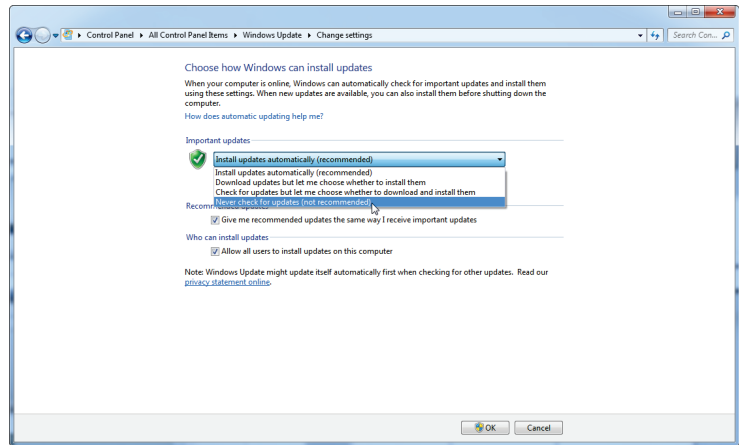 Control Panel ▸ All Control Panel Items ▸ Windows Update ▸ Change settings
Search Con...
Choose how Windows can install updates
When your computer is online, Windows can automatically check for important updates and install them
using these settings. When new updates are available, you can also install them before shutting down the
computer.
How does automatic updating help me?
Important updates
Install updates automatically (recommended)
Install updates automatically (recommended)
Download updates but let me choose whether to install them
Check for updates but let me choose whether to download and install them
Never check for updates (not recommended)
Give me recommended updates the same way I receive important updates
Who can install updates
Allow all users to install updates on this computer
Note: Windows Update might update itself automatically first when checking for other updates. Read our
privacy statement online.
OK Cancel